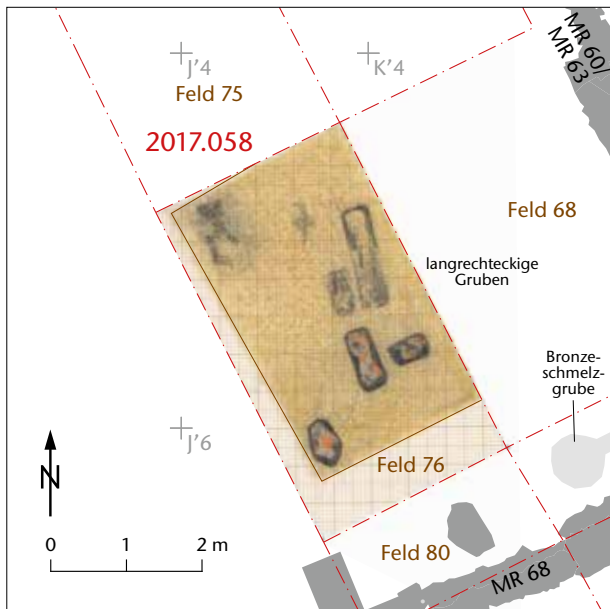 MR 60/
MR 63
J'4
K'4
Feld 75
2017.058
Feld 68
langrechteckige
Gruben
Bronze-
schmelz-
grube
J'6
Feld 76
N
0 1 2 m
Feld 80
MR 68